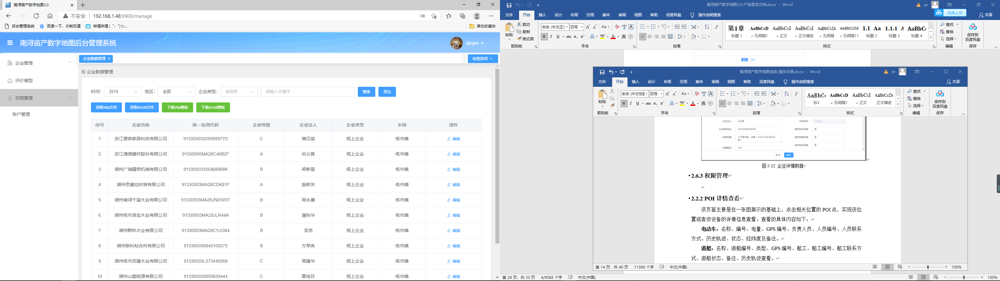 南浔亩产数字地图3.0
不安全 192.168.1.48:9900/manage
后台管理系统 百度一下,你就知道 哔哩哔哩 (゜-゜)つ... 其他收藏夹
南浔亩产数字地图后台管理系统 zjtoprs
企业管理
评价模型
权限管理
账户管理
企业数据管理 标签选项
企业数据管理
时间: 2019 地区: 全部 企业类型: 请选择 请输入关键字 搜索 导出
选取shp文件 选取excel文件 下载shp模板 下载excel模板
序号 企业名称 统一信用代码 企业等级 企业法人 企业类型 乡镇 操作
1 浙江望森家居科技有限公司 91330503329989977D C 薄见斌 规上企业 练市镇 编辑
2 浙江清湖建材股份有限公司 91330500MA28C46B2F A 宋云昌 规上企业 练市镇 编辑
3 湖州广瑞精密机械有限公司 91330503355468868K B 梁新星 规上企业 练市镇 编辑
4 湖州思黛拉时装有限公司 91330503MA28CDK81F A 施新发 规上企业 练市镇 编辑
5 湖州南浔千玺木业有限公司 91330503MA29JNDWXT B 周永康 规上企业 练市镇 编辑
6 湖州练市漆宝木业有限公司 91330503MA29JLR44A B 潘秋华 规上企业 练市镇 编辑
7 湖州群林木业有限公司 91330503MA28C1UG84 B 李亮 规上企业 练市镇 编辑
8 湖州联科粘合剂有限公司 913305036845100273 B 方琴良 规上企业 练市镇 编辑
9 湖州练市双建木业有限公司 91330503L373449269 C 蒋建华 规上企业 练市镇 编辑
10 湖州山爱能源有限公司 913305035693659444 C 章继吕 规上企业 练市镇 编辑
南浔亩产数字地图3.0-产品需求文档.docx - Word yx
拖拽上传
文件 开始 插入 设计 布局 引用 邮件 审阅 视图 帮助 百度网盘 操作说明搜索 共享
粘贴 剪切 复制 格式刷
四号
第1章 标题 1 无间隔1 正文 正文缩进 无间隔 无间隔11 标题 2 标题 3 标题 4
查找 替换 选择 保存到 百度网盘
剪贴板 字体 段落 样式 编辑 保存
南浔亩产数字地图系统-操作手册.docx - Word yx
文件 开始 插入 设计 布局 引用 邮件 审阅 视图 帮助 百度网盘 操作说明搜索 共享
粘贴 四号 标3 无间隔1 正文 正文缩进 查找 替换 选择 保存到 百度网盘
剪贴板 字体 段落 样式 编辑 保存
企业法人: 宋云昌
图 5-12 企业详情数据
2.6.3 权限管理
2.2.2 POI 详情查看
该页面主要是在一张图展示的基础上,点击相关位置的 POI 点,实现该位
置或者该设备的详情信息查看。查看的具体内容如下:
电动车:名称、编号、电量、GPS 编号、负责人员、人员编号、人员联系
方式、历史轨迹、状态、经纬度及备注。
游船:名称、游船编号、类型、GPS 编号、船工、船工编号、船工联系方
式、游船状态、备注、历史轨迹查看。
第 14 页,共 40 页 11366 个字 中文(中国) 100%
第 29 页,共 33 页 4/9582 个字 中文(中国) 100%